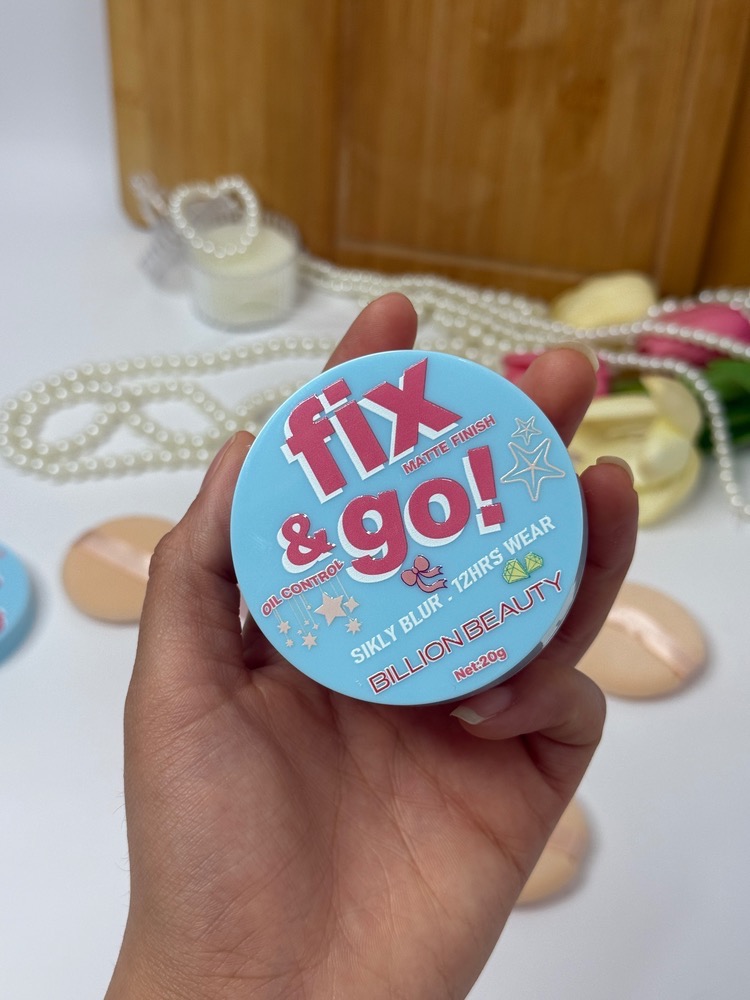 fix
MATTE FINISH
& go!
OIL CONTROL
SIKLY BLUR . 12HRS WEAR
BILLION BEAUTY
Net:20g